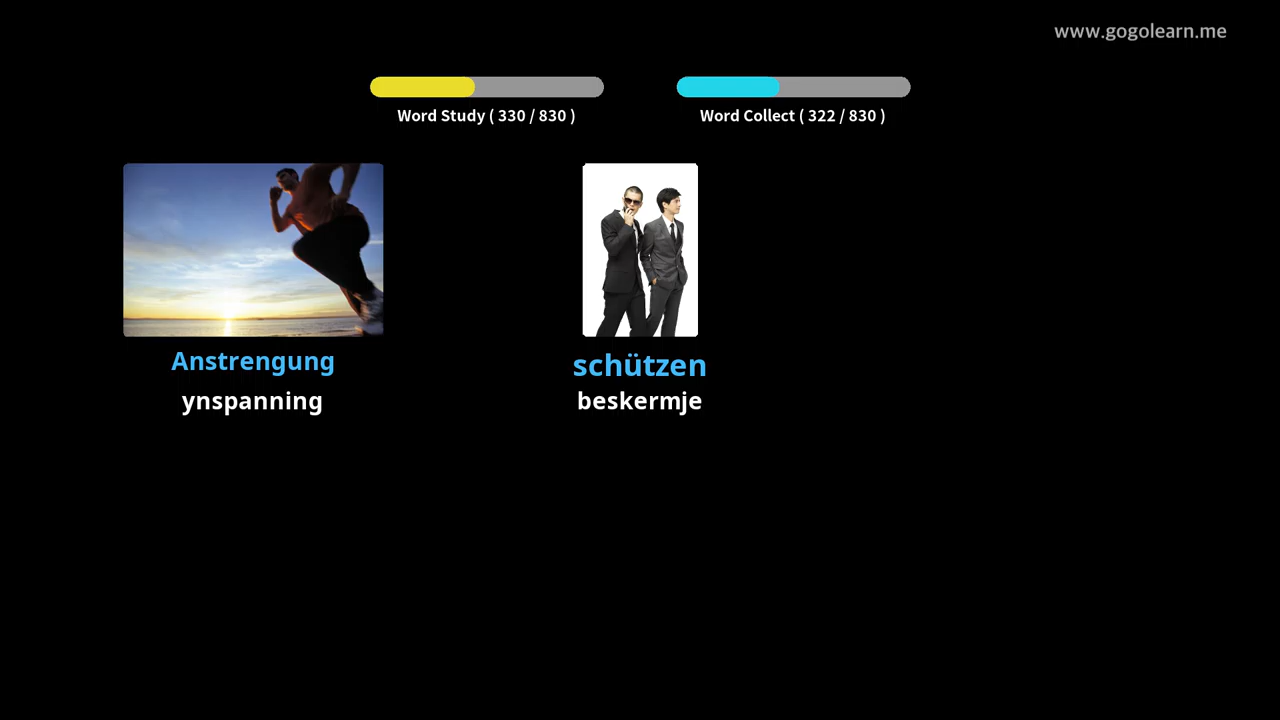 www.gogolearn.me
Word Study ( 330 / 830 )
Word Collect ( 322 / 830 )
Anstrengung
ynspanning
schützen
beskermje